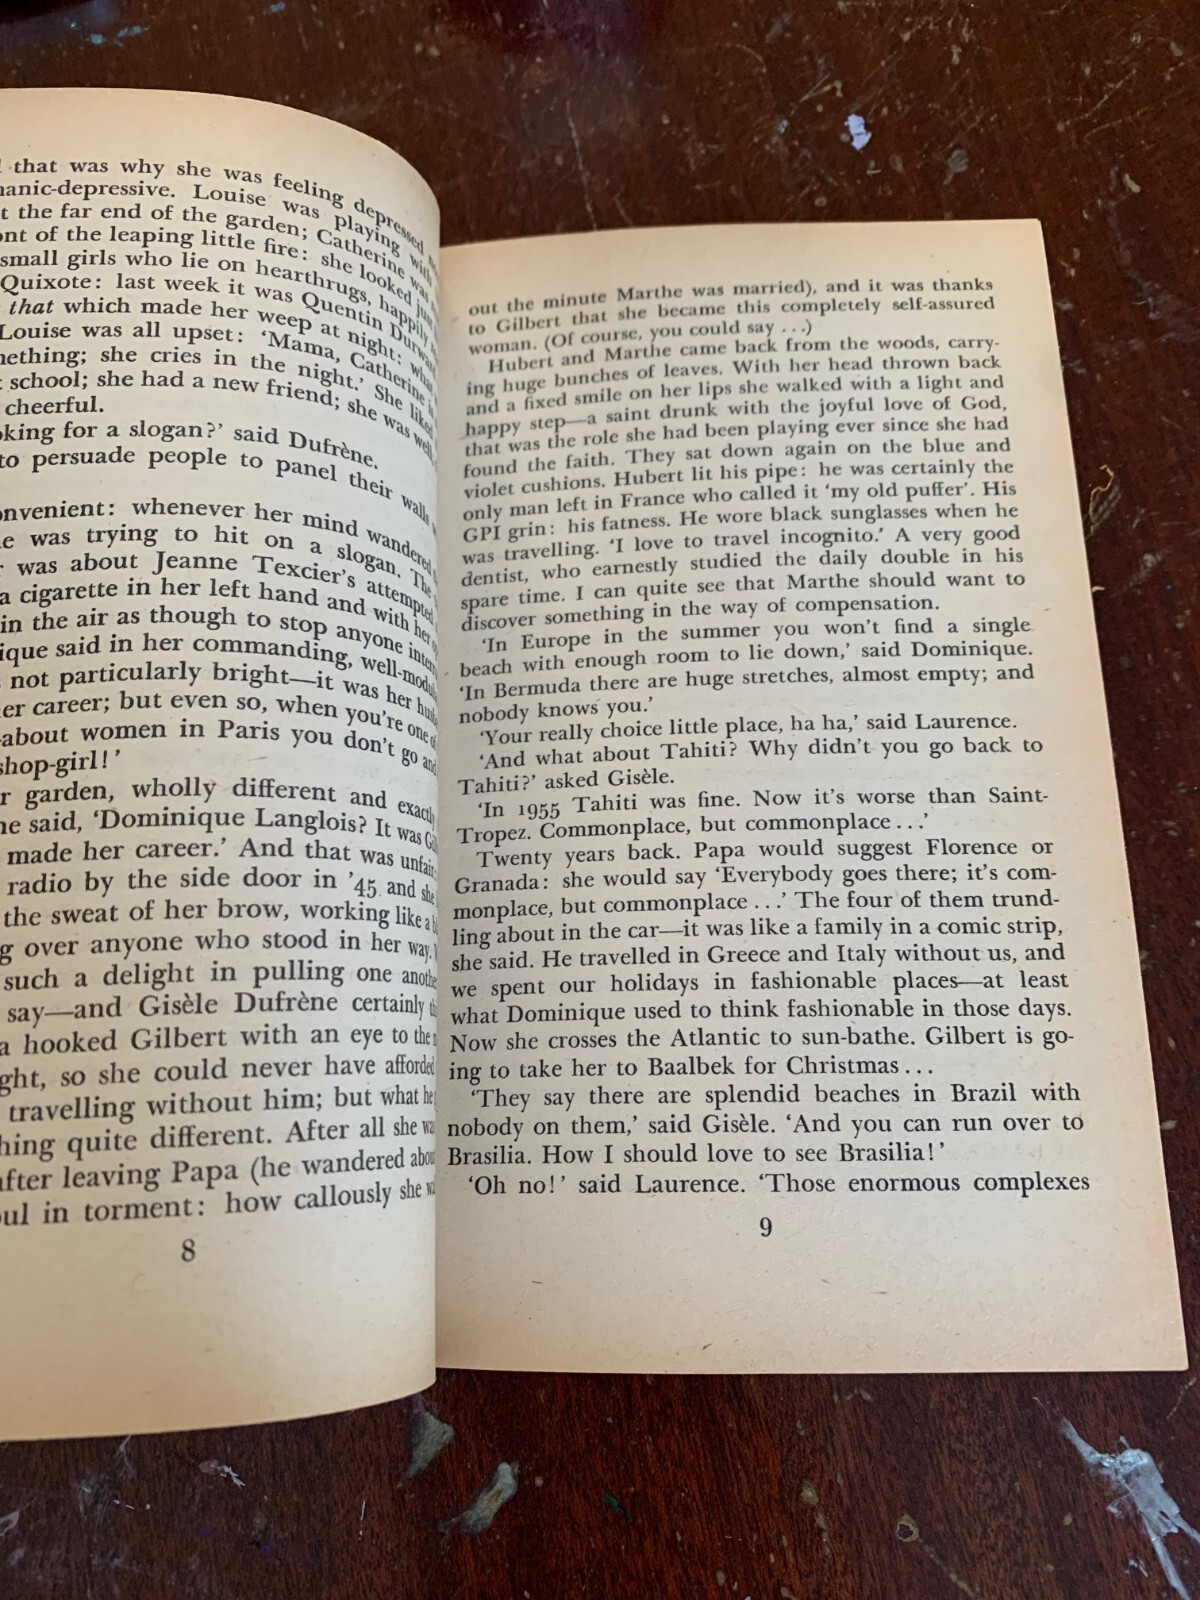 that was why she was feeling depressed
manic-depressive. Louise was playing with
the far end of the garden; Catherine was
of the leaping little fire: she looked just
small girls who lie on hearthrugs, happily
Quixote: last week it was Quentin Durward
that which made her weep at night: what
Louise was all upset: 'Mama, Catherine is
she cries in the night.' She liked
school; she had a new friend; she was well
cheerful.
for a slogan?' said Dufrène.
to persuade people to panel their walls
whenever her mind wandered
was trying to hit on a slogan. The
was about Jeanne Texcier's attempted
a cigarette in her left hand and with her
in the air as though to stop anyone
said in her commanding,
not particularly bright—it was her
career; but even so, when you're one of
about women in Paris you don't go and
shop-girl!'
garden, wholly different and exactly
said, 'Dominique Langlois? It was
made her career.' And that was unfair:
radio by the side door in '45 and she
the sweat of her brow, working like a
over anyone who stood in her way.
such a delight in pulling one
say—and Gisèle Dufrène certainly
hooked Gilbert with an eye to the
so she could never have afforded
travelling without him; but what he
quite different. After all she
after leaving Papa (he wandered
in torment: how callously she
8
out the minute Marthe was married), and it was thanks
to Gilbert that she became this completely self-assured
woman. (Of course, you could say ...)
Hubert and Marthe came back from the woods, carry-
ing huge bunches of leaves. With her head thrown back
and a fixed smile on her lips she walked with a light and
happy step—a saint drunk with the joyful love of God,
that was the role she had been playing ever since she had
found the faith. They sat down again on the blue and
violet cushions. Hubert lit his pipe: he was certainly the
only man left in France who called it 'my old puffer'. His
GPI grin: his fatness. He wore black sunglasses when he
was travelling. 'I love to travel incognito.' A very good
dentist, who earnestly studied the daily double in his
spare time. I can quite see that Marthe should want to
discover something in the way of compensation.
'In Europe in the summer you won't find a single
beach with enough room to lie down,' said Dominique.
'In Bermuda there are huge stretches, almost empty; and
nobody knows you.'
'Your really choice little place, ha ha,' said Laurence.
'And what about Tahiti? Why didn't you go back to
Tahiti?' asked Gisèle.
'In 1955 Tahiti was fine. Now it's worse than Saint-
Tropez. Commonplace, but commonplace ...'
Twenty years back. Papa would suggest Florence or
Granada: she would say 'Everybody goes there; it's com-
monplace, but commonplace ...' The four of them trund-
ling about in the car—it was like a family in a comic strip,
she said. He travelled in Greece and Italy without us, and
we spent our holidays in fashionable places—at least
what Dominique used to think fashionable in those days.
Now she crosses the Atlantic to sun-bathe. Gilbert is go-
ing to take her to Baalbek for Christmas ...
'They say there are splendid beaches in Brazil with
nobody on them,' said Gisèle. 'And you can run over to
Brasilia. How I should love to see Brasilia!'
'Oh no!' said Laurence. 'Those enormous complexes
9